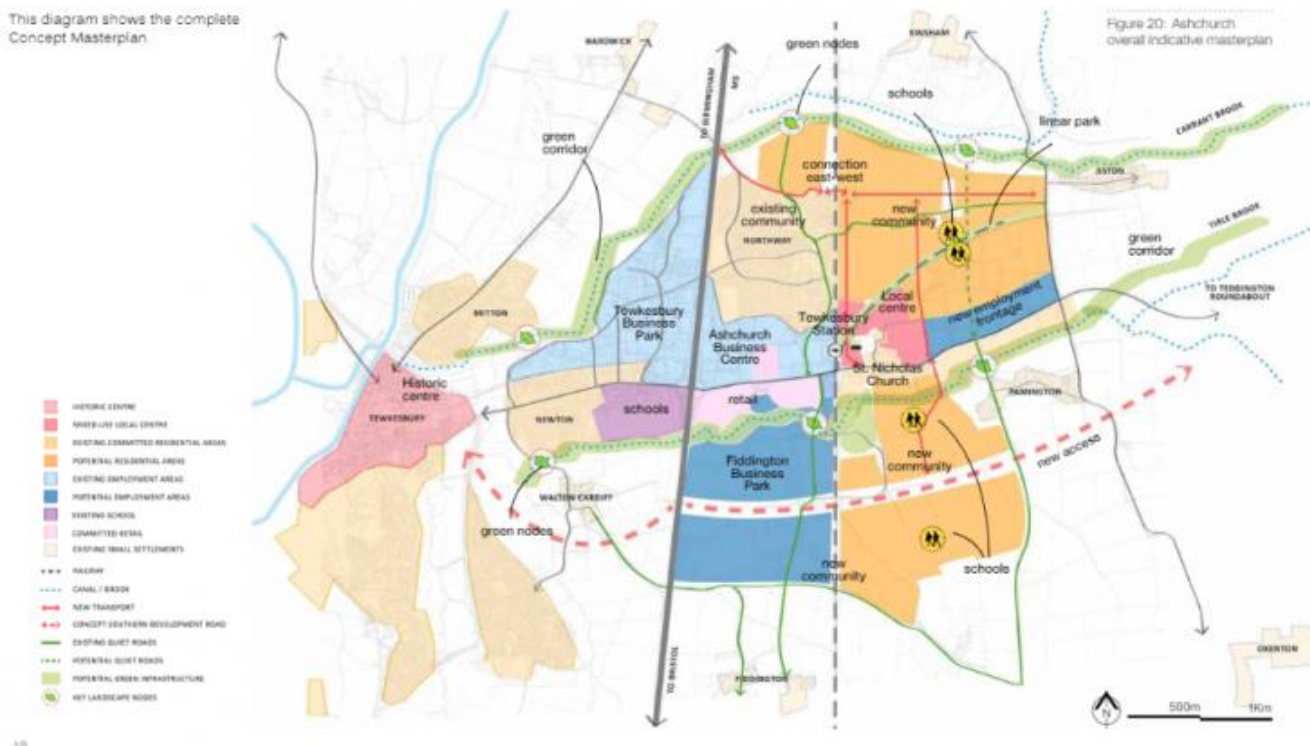 This diagram shows the complete
Concept Masterplan
Figure 20: Ashchurch
overall indicative masterplan
HARDWICK
KINSHAM
green nodes
schools
linear park
TO BIRMINGHAM
M5
green
corridor
CARRANT BROOK
connection
east-west
ASTON
existing
community
new
community
NORTHWAY
TIRLE BROOK
green
corridor
MITTON
Tewkesbury
Business
Park
Ashchurch
Business
Centre
Tewkesbury
Station
Local
centre
new employment
frontage
TO TEDDINGTON
ROUNDABOUT
St. Nicholas
Church
Historic
centre
TEWKESBURY
NEWTON
schools
retail
PAMINGTON
new
community
new access
Fiddington
Business
Park
WALTON CARDIFF
green nodes
new
community
schools
TO BRISTOL
FIDDINGTON
OXENTON
N
500m
1Km
HISTORIC CENTRE
MIXED-USE LOCAL CENTRE
EXISTING COMMITTED RESIDENTIAL AREAS
POTENTIAL RESIDENTIAL AREAS
EXISTING EMPLOYMENT AREAS
POTENTIAL EMPLOYMENT AREAS
EXISTING SCHOOL
COMMITTED RETAIL
EXISTING SMALL SETTLEMENTS
RAILWAY
CANAL / BROOK
NEW TRANSPORT
CONCEPT SOUTHERN DEVELOPMENT ROAD
EXISTING QUIET ROADS
POTENTIAL QUIET ROADS
POTENTIAL GREEN INFRASTRUCTURE
KEY LANDSCAPE NODES